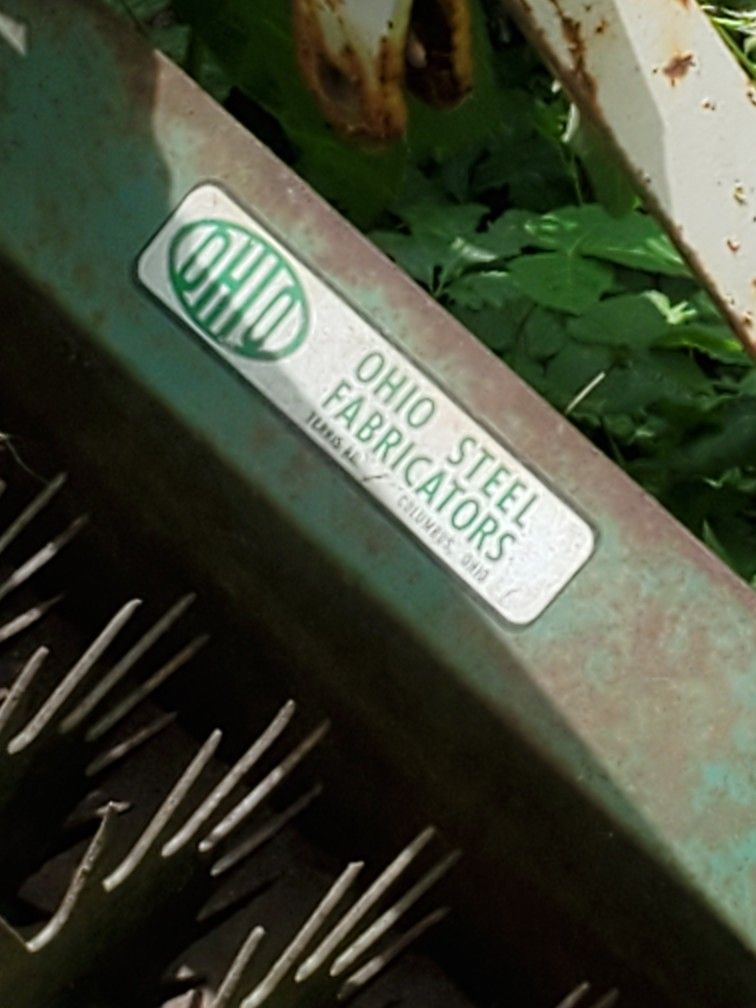 OHIO
OHIO STEEL
FABRICATORS
COLUMBUS, OHIO